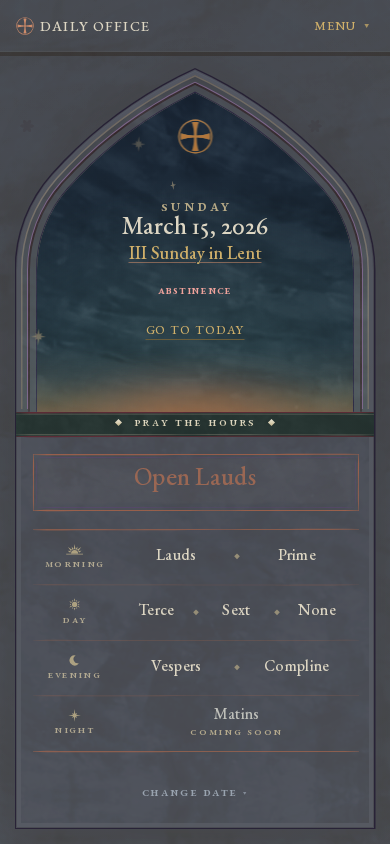 DAILY OFFICE
MENU
SUNDAY
March 15, 2026
III Sunday in Lent
ABSTINENCE
GO TO TODAY
PRAY THE HOURS
Open Lauds
MORNING
Lauds
Prime
DAY
Terce
Sext
None
EVENING
Vespers
Compline
NIGHT
Matins
COMING SOON
CHANGE DATE